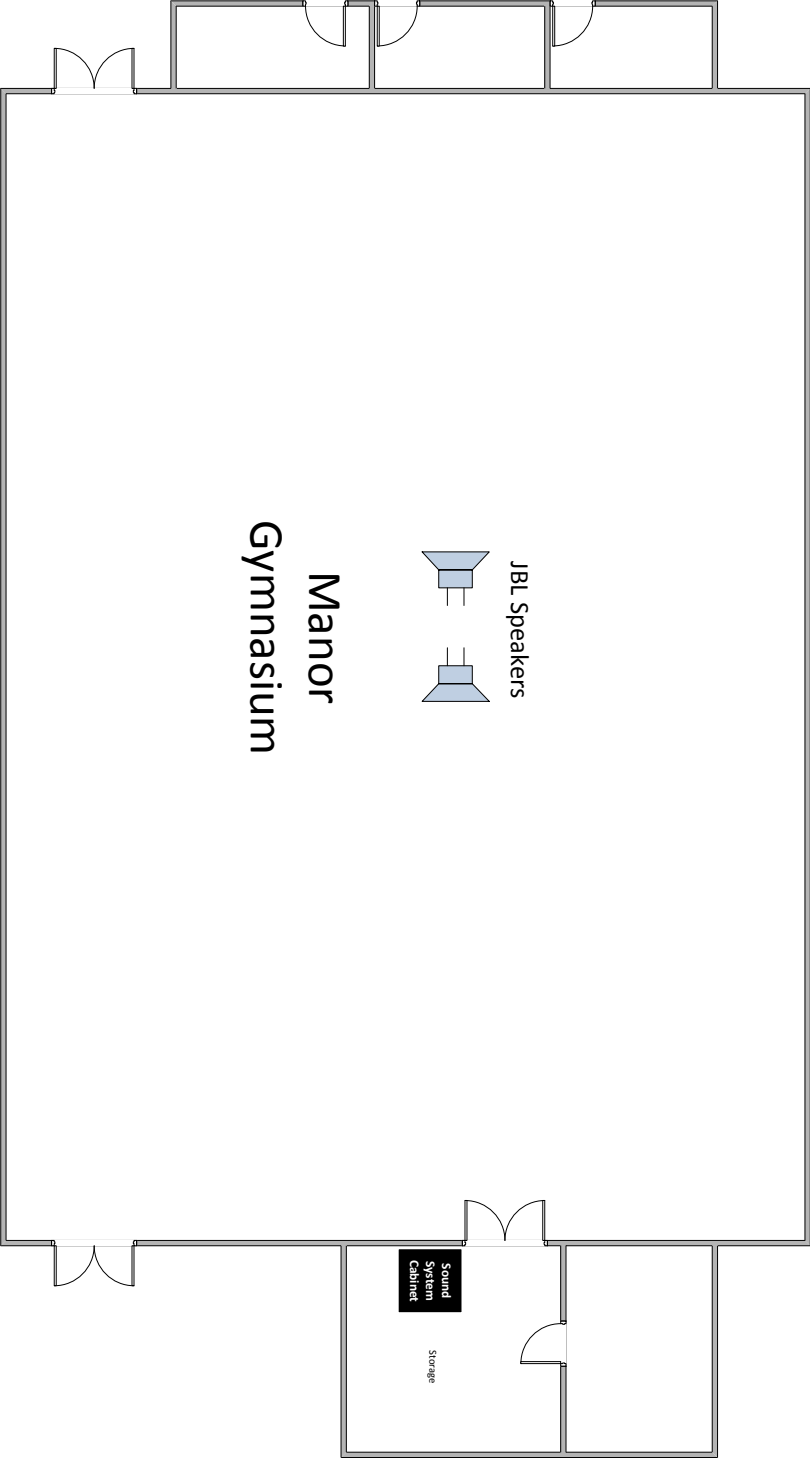 JBL Speakers
Manor
Gymnasium
Sound
System
Cabinet
Storage